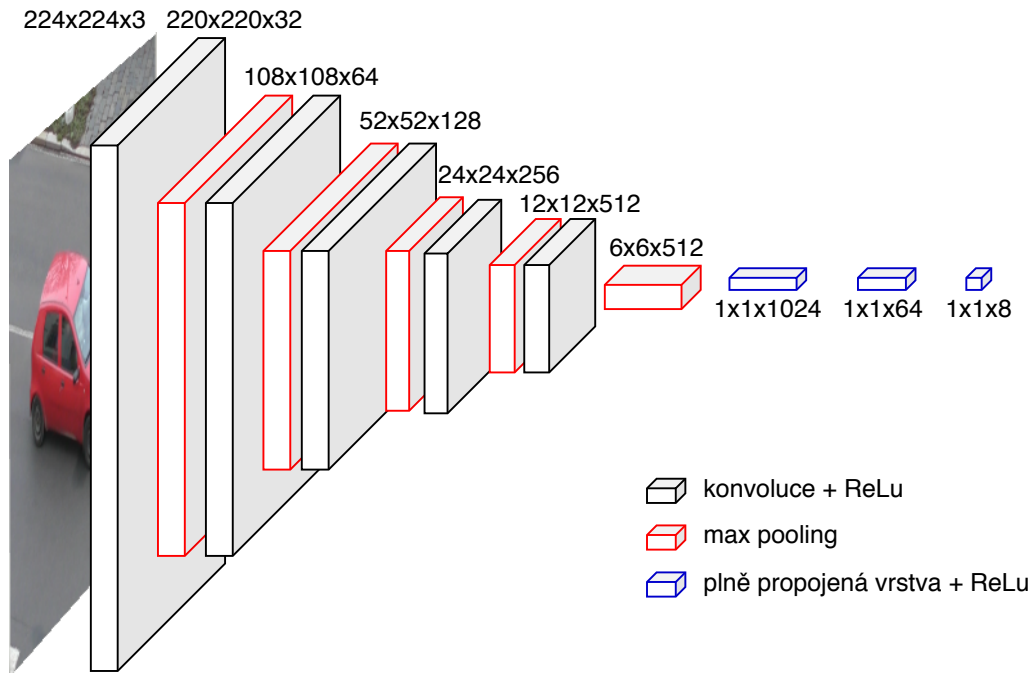 224x224x3
220x220x32
108x108x64
52x52x128
24x24x256
12x12x512
6x6x512
1x1x1024
1x1x64
1x1x8
konvoluce + ReLu
max pooling
plně propojená vrstva + ReLu